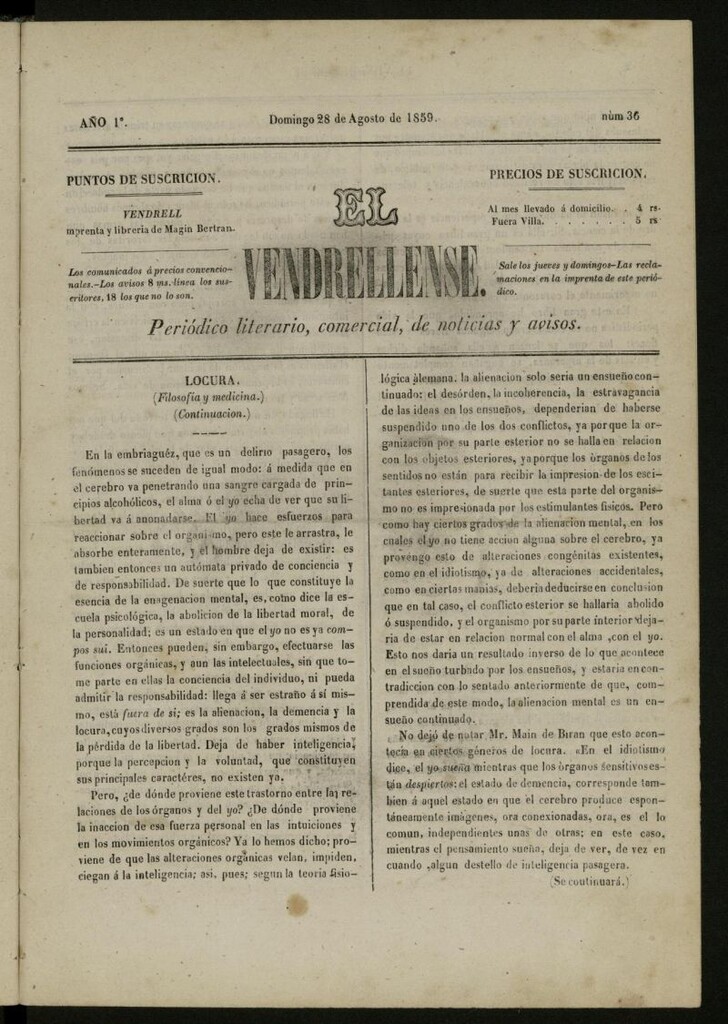 AÑO 1º.
Domingo 28 de Agosto de 1859.
núm 36
PUNTOS DE SUSCRICION.
VENDRELL
mprenta y libreria de Magin Bertran.
Los comunicados á precios convencio-
nales.-Los avisos 8 ms. linea los sus-
critores, 18 los que no lo son.
EL
VENDRELLENSE.
PRECIOS DE SUSCRICION.
Al mes llevado á domicilio. . 4 rs.
Fuera Villa. . . . . . . 5 rs
Sale los jueves y domingos-Las recla-
maciones en la imprenta de este perió-
dico.
Periódico literario, comercial, de noticias y avisos.
LOCURA.
(Filosofia y medicina.)
(Continuacion.)
En la embriaguéz, que es un delirio pasagero, los
fenómenos se suceden de igual modo: á medida que en
el cerebro va penetrando una sangre cargada de prin-
cipios alcohólicos, el alma ó el yo echa de ver que su li-
bertad va á anonadarse. El yo hace esfuerzos para
reaccionar sobre el organismo, pero este le arrastra, le
absorbe enteramente, y el hombre deja de existir: es
tambien entonces un autómata privado de conciencia y
de responsabilidad. De suerte que lo que constituye la
esencia de la enagenacion mental, es, como dice la es-
cuela psicológica, la abolicion de la libertad moral, de
la personalidad; es un estado en que el yo no es ya com-
pos sui. Entonces pueden, sin embargo, efectuarse las
funciones orgánicas, y aun las intelectuales, sin que to-
me parte en ellas la conciencia del individuo, ni pueda
admitir la responsabilidad: llega á ser estraño á sí mis-
mo, está fuera de si; es la alienacion, la demencia y la
locura, cuyos diversos grados son los grados mismos de
la pérdida de la libertad. Deja de haber inteligencia,
porque la percepcion y la voluntad, que constituyen
sus principales caractéres, no existen ya.
Pero, ¿de dónde proviene este trastorno entre las re-
laciones de los órganos y del yo? ¿De dónde proviene
la inaccion de esa fuerza personal en las intuiciones y
en los movimientos orgánicos? Ya lo hemos dicho; pro-
viene de que las alteraciones orgánicas velan, impiden,
ciegan á la inteligencia; asi, pues; segun la teoría fisio-
lógica alemana, la alienacion solo seria un ensueño con-
tinuado: el desórden, la incoherencia, la estravagancia
de las ideas en los ensueños, dependerian de haberse
suspendido uno de los dos conflictos, ya porque la or-
ganizacion por su parte esterior no se halla en relacion
con los objetos esteriores, ya porque los órganos de los
sentidos no están para recibir la impresion de los esci-
tantes esteriores, de suerte que esta parte del organis-
mo no es impresionada por los estimulantes fisicos. Pero
como hay ciertos grados de la alienacion mental, en los
cuales el yo no tiene accion alguna sobre el cerebro, ya
provengo esto de alteraciones congénitas existentes,
como en el idiotismo, ya de alteraciones accidentales,
como en ciertas manias, deberia deducirse en conclusion
que en tal caso, el conflicto esterior se hallaria abolido
ó suspendido, y el organismo por su parte interior deja-
ria de estar en relacion normal con el alma ,con el yo.
Esto nos daria un resultado inverso de lo que acontece
en el sueño turbado por los ensueños, y estaria en con-
tradiccion con lo sentado anteriormente de que, com-
prendida de este modo, la alienacion mental es un en-
sueño continuado.
No dejó de notar Mr. Main de Biran que esto acon-
tecía en ciertos géneros de locura. «En el idiotismo
dice, el yo sueña mientras que los órganos sensitivos es-
tán despiertos: el estado de demencia, corresponde tam-
bien á aquel estado en que el cerebro produce espon-
táneamente imágenes, ora conexionadas, ora, es el lo
comun, independientes unas de otras; en este caso,
mientras el pensamiento sueña, deja de ver, de vez en
cuando ,algun destello de inteligencia pasagera.
(Se continuará.)